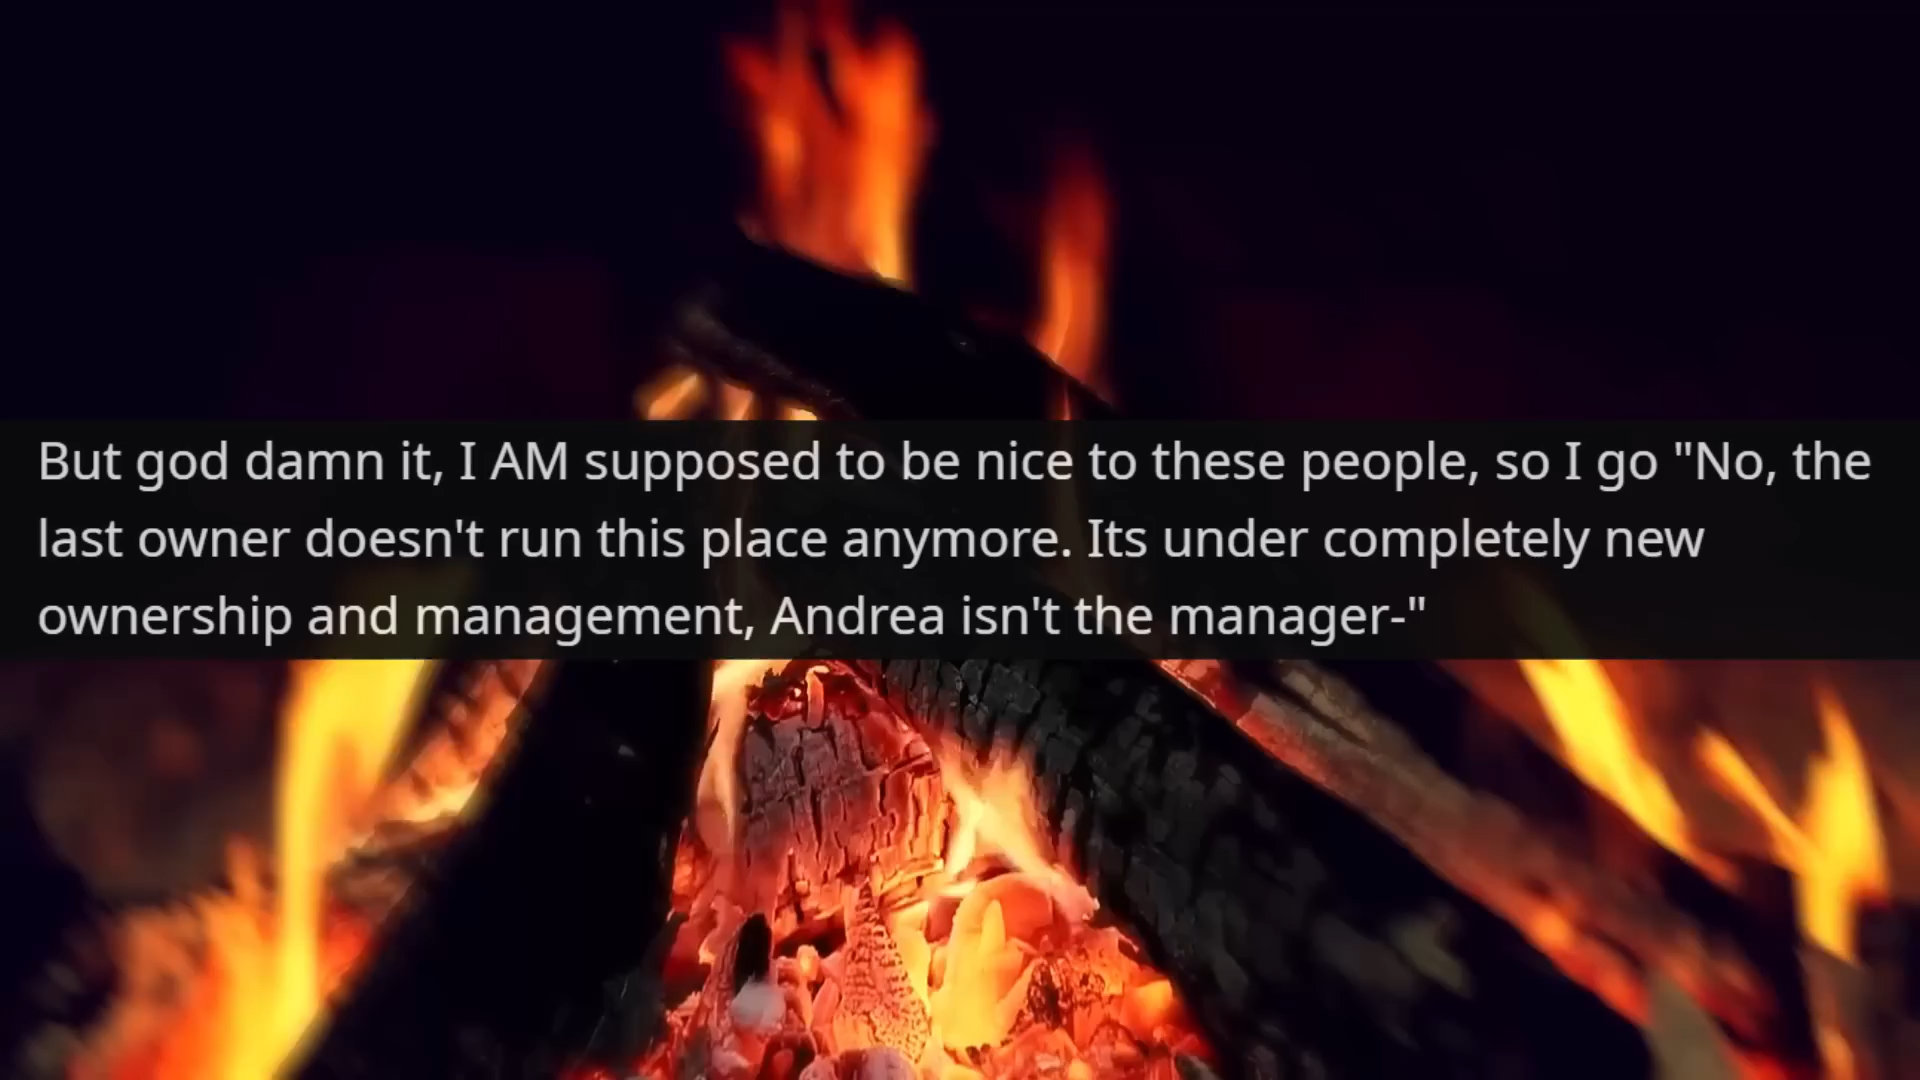 But god damn it, I AM supposed to be nice to these people, so I go "No, the
last owner doesn't run this place anymore. Its under completely new
ownership and management, Andrea isn't the manager-"